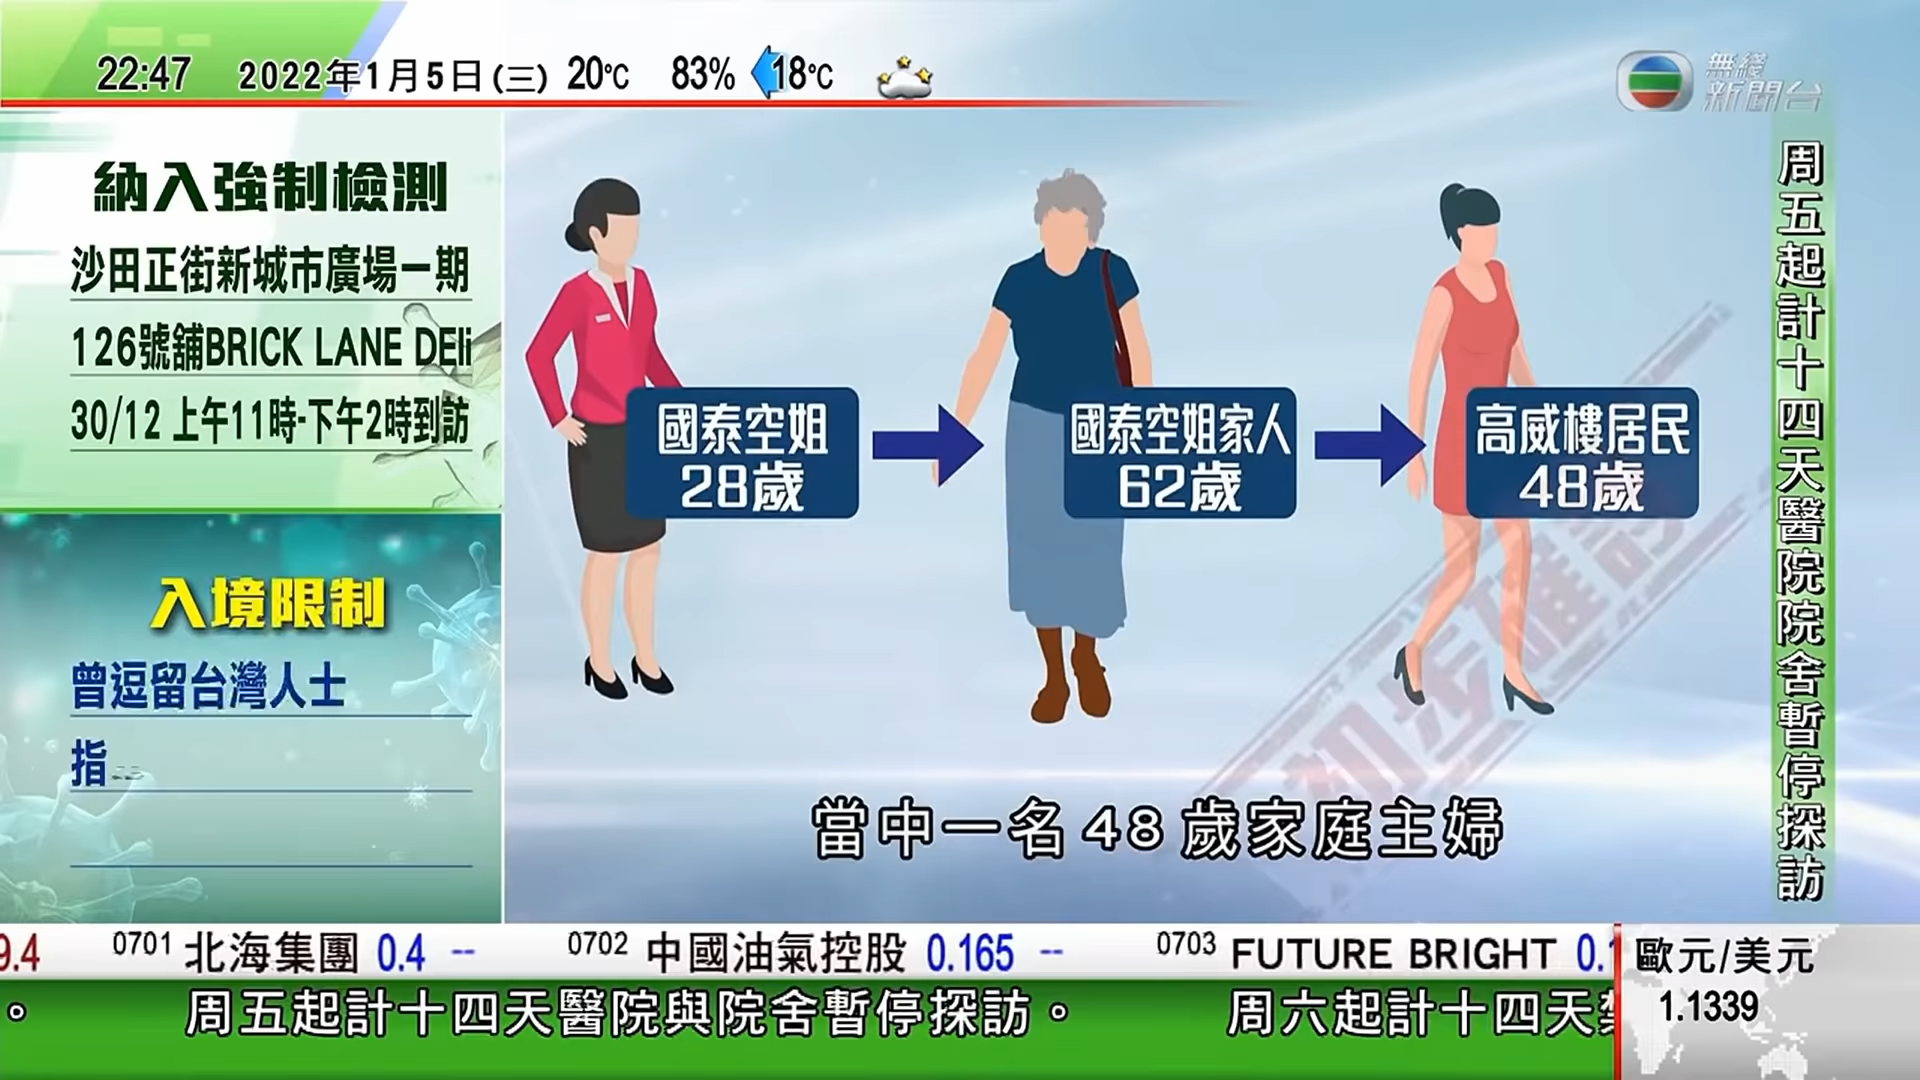 22:47 2022年1月5日(三) 20℃ 83% 18℃
無綫
新聞台
納入強制檢測
沙田正街新城市廣場一期
126號舖BRICK LANE DEli
30/12 上午11時-下午2時到訪
入境限制
曾逗留台灣人士
指
國泰空姐
28歲
國泰空姐家人
62歲
高威樓居民
48歲
初步確診
當中一名48歲家庭主婦
周五起計十四天醫院院舍暫停探訪
9.4 0701 北海集團 0.4 -- 0702 中國油氣控股 0.165 -- 0703 FUTURE BRIGHT 0.1
。 周五起計十四天醫院與院舍暫停探訪。 周六起計十四天禁
歐元/美元
1.1339